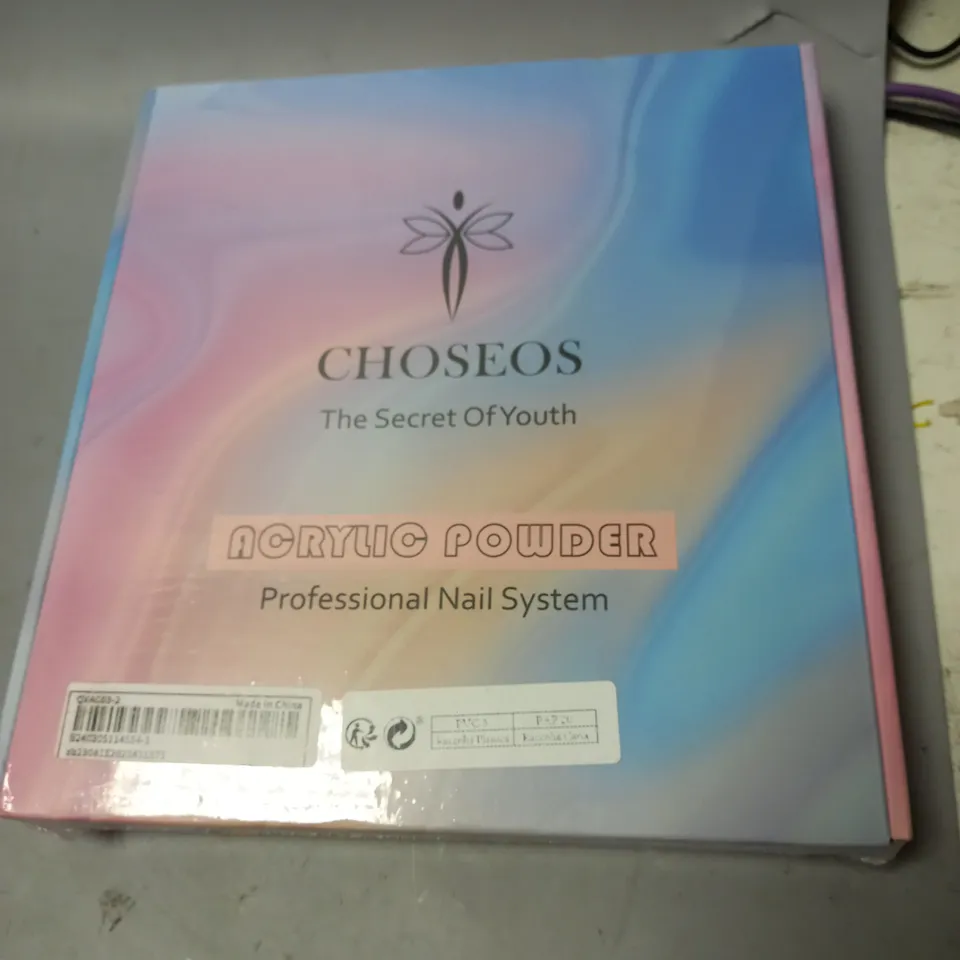 CHOSEOS
The Secret Of Youth
ACRYLIC POWDER
Professional Nail System
Made in China